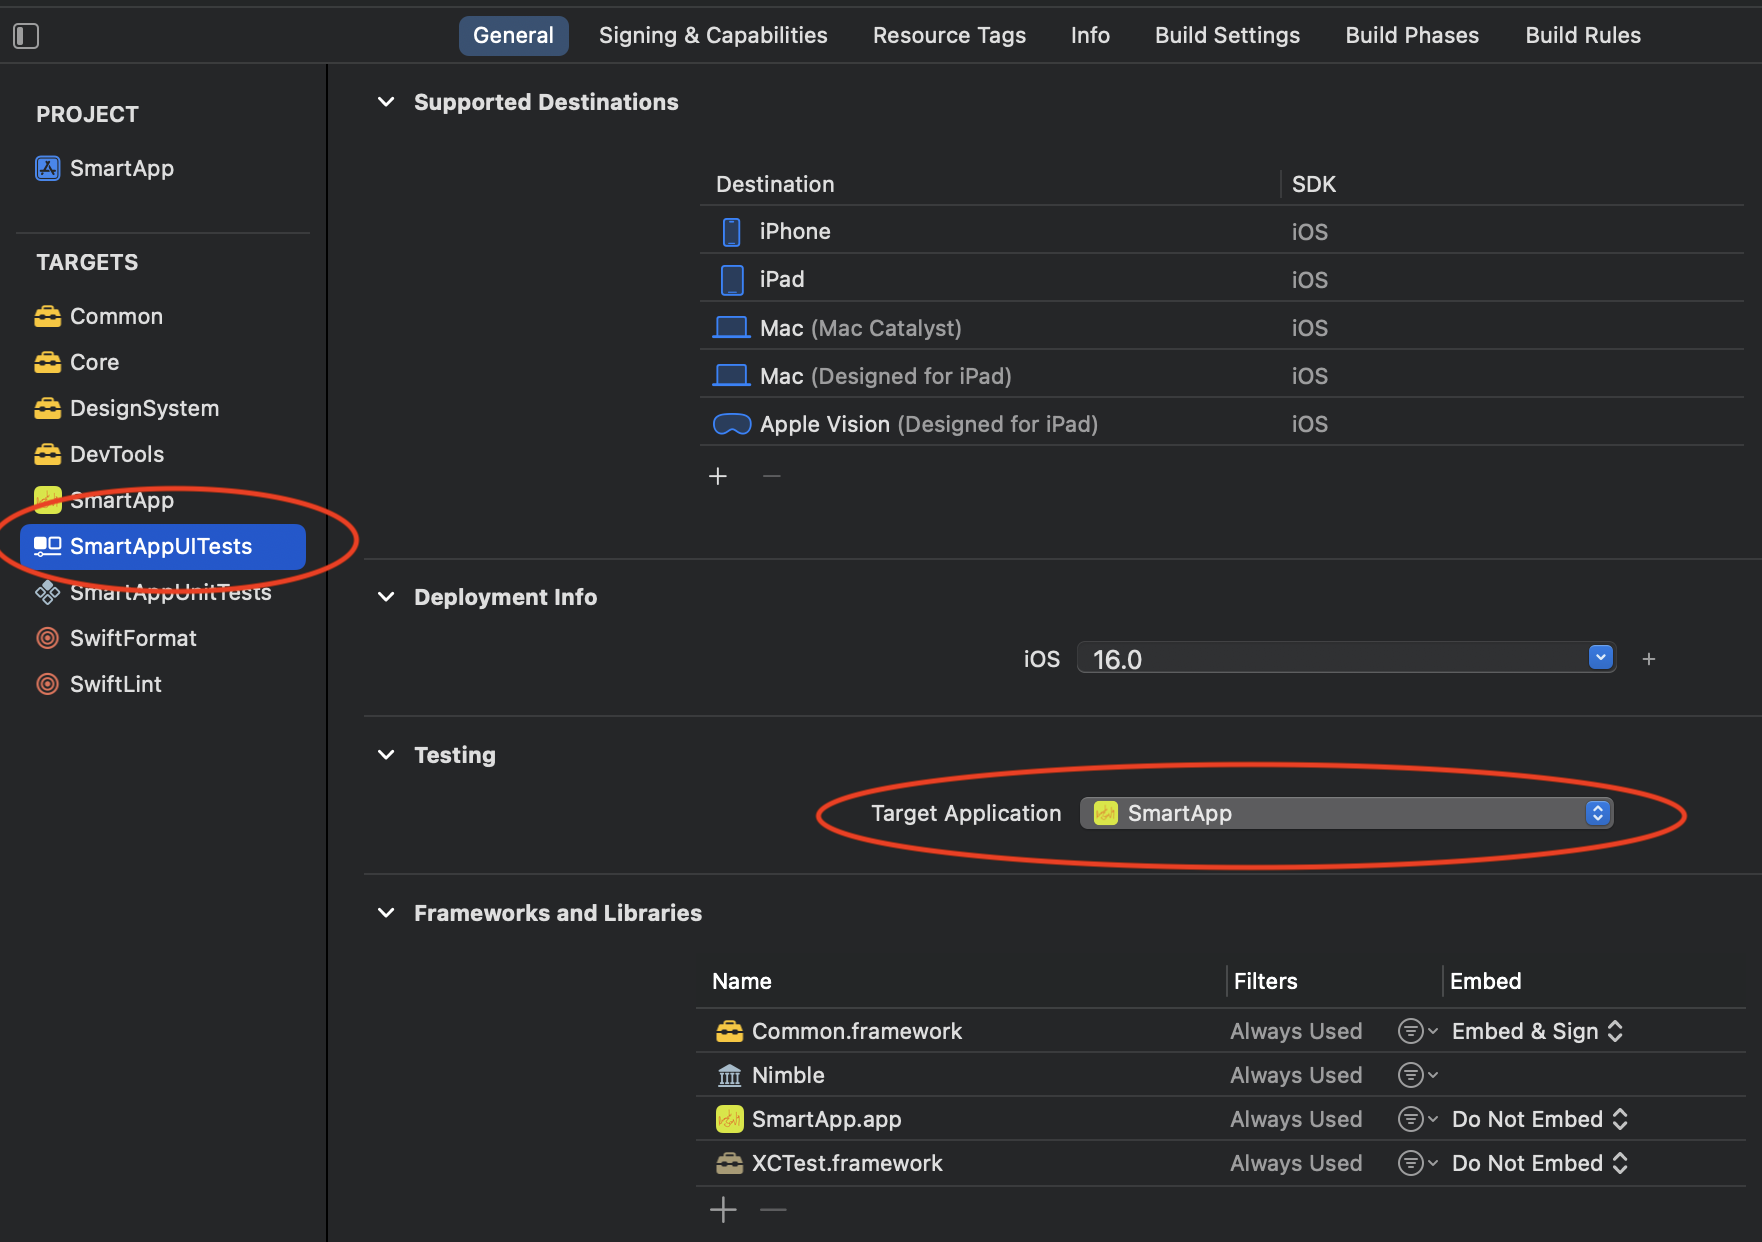 General Signing & Capabilities Resource Tags Info Build Settings Build Phases Build Rules
PROJECT
SmartApp
TARGETS
Common
Core
DesignSystem
DevTools
SmartApp
SmartAppUITests
SmartAppUnitTests
SwiftFormat
SwiftLint
Supported Destinations
Destination SDK
iPhone iOS
iPad iOS
Mac (Mac Catalyst) iOS
Mac (Designed for iPad) iOS
Apple Vision (Designed for iPad) iOS
Deployment Info
iOS 16.0
Testing
Target Application SmartApp
Frameworks and Libraries
Name Filters Embed
Common.framework Always Used Embed & Sign
Nimble Always Used
SmartApp.app Always Used Do Not Embed
XCTest.framework Always Used Do Not Embed